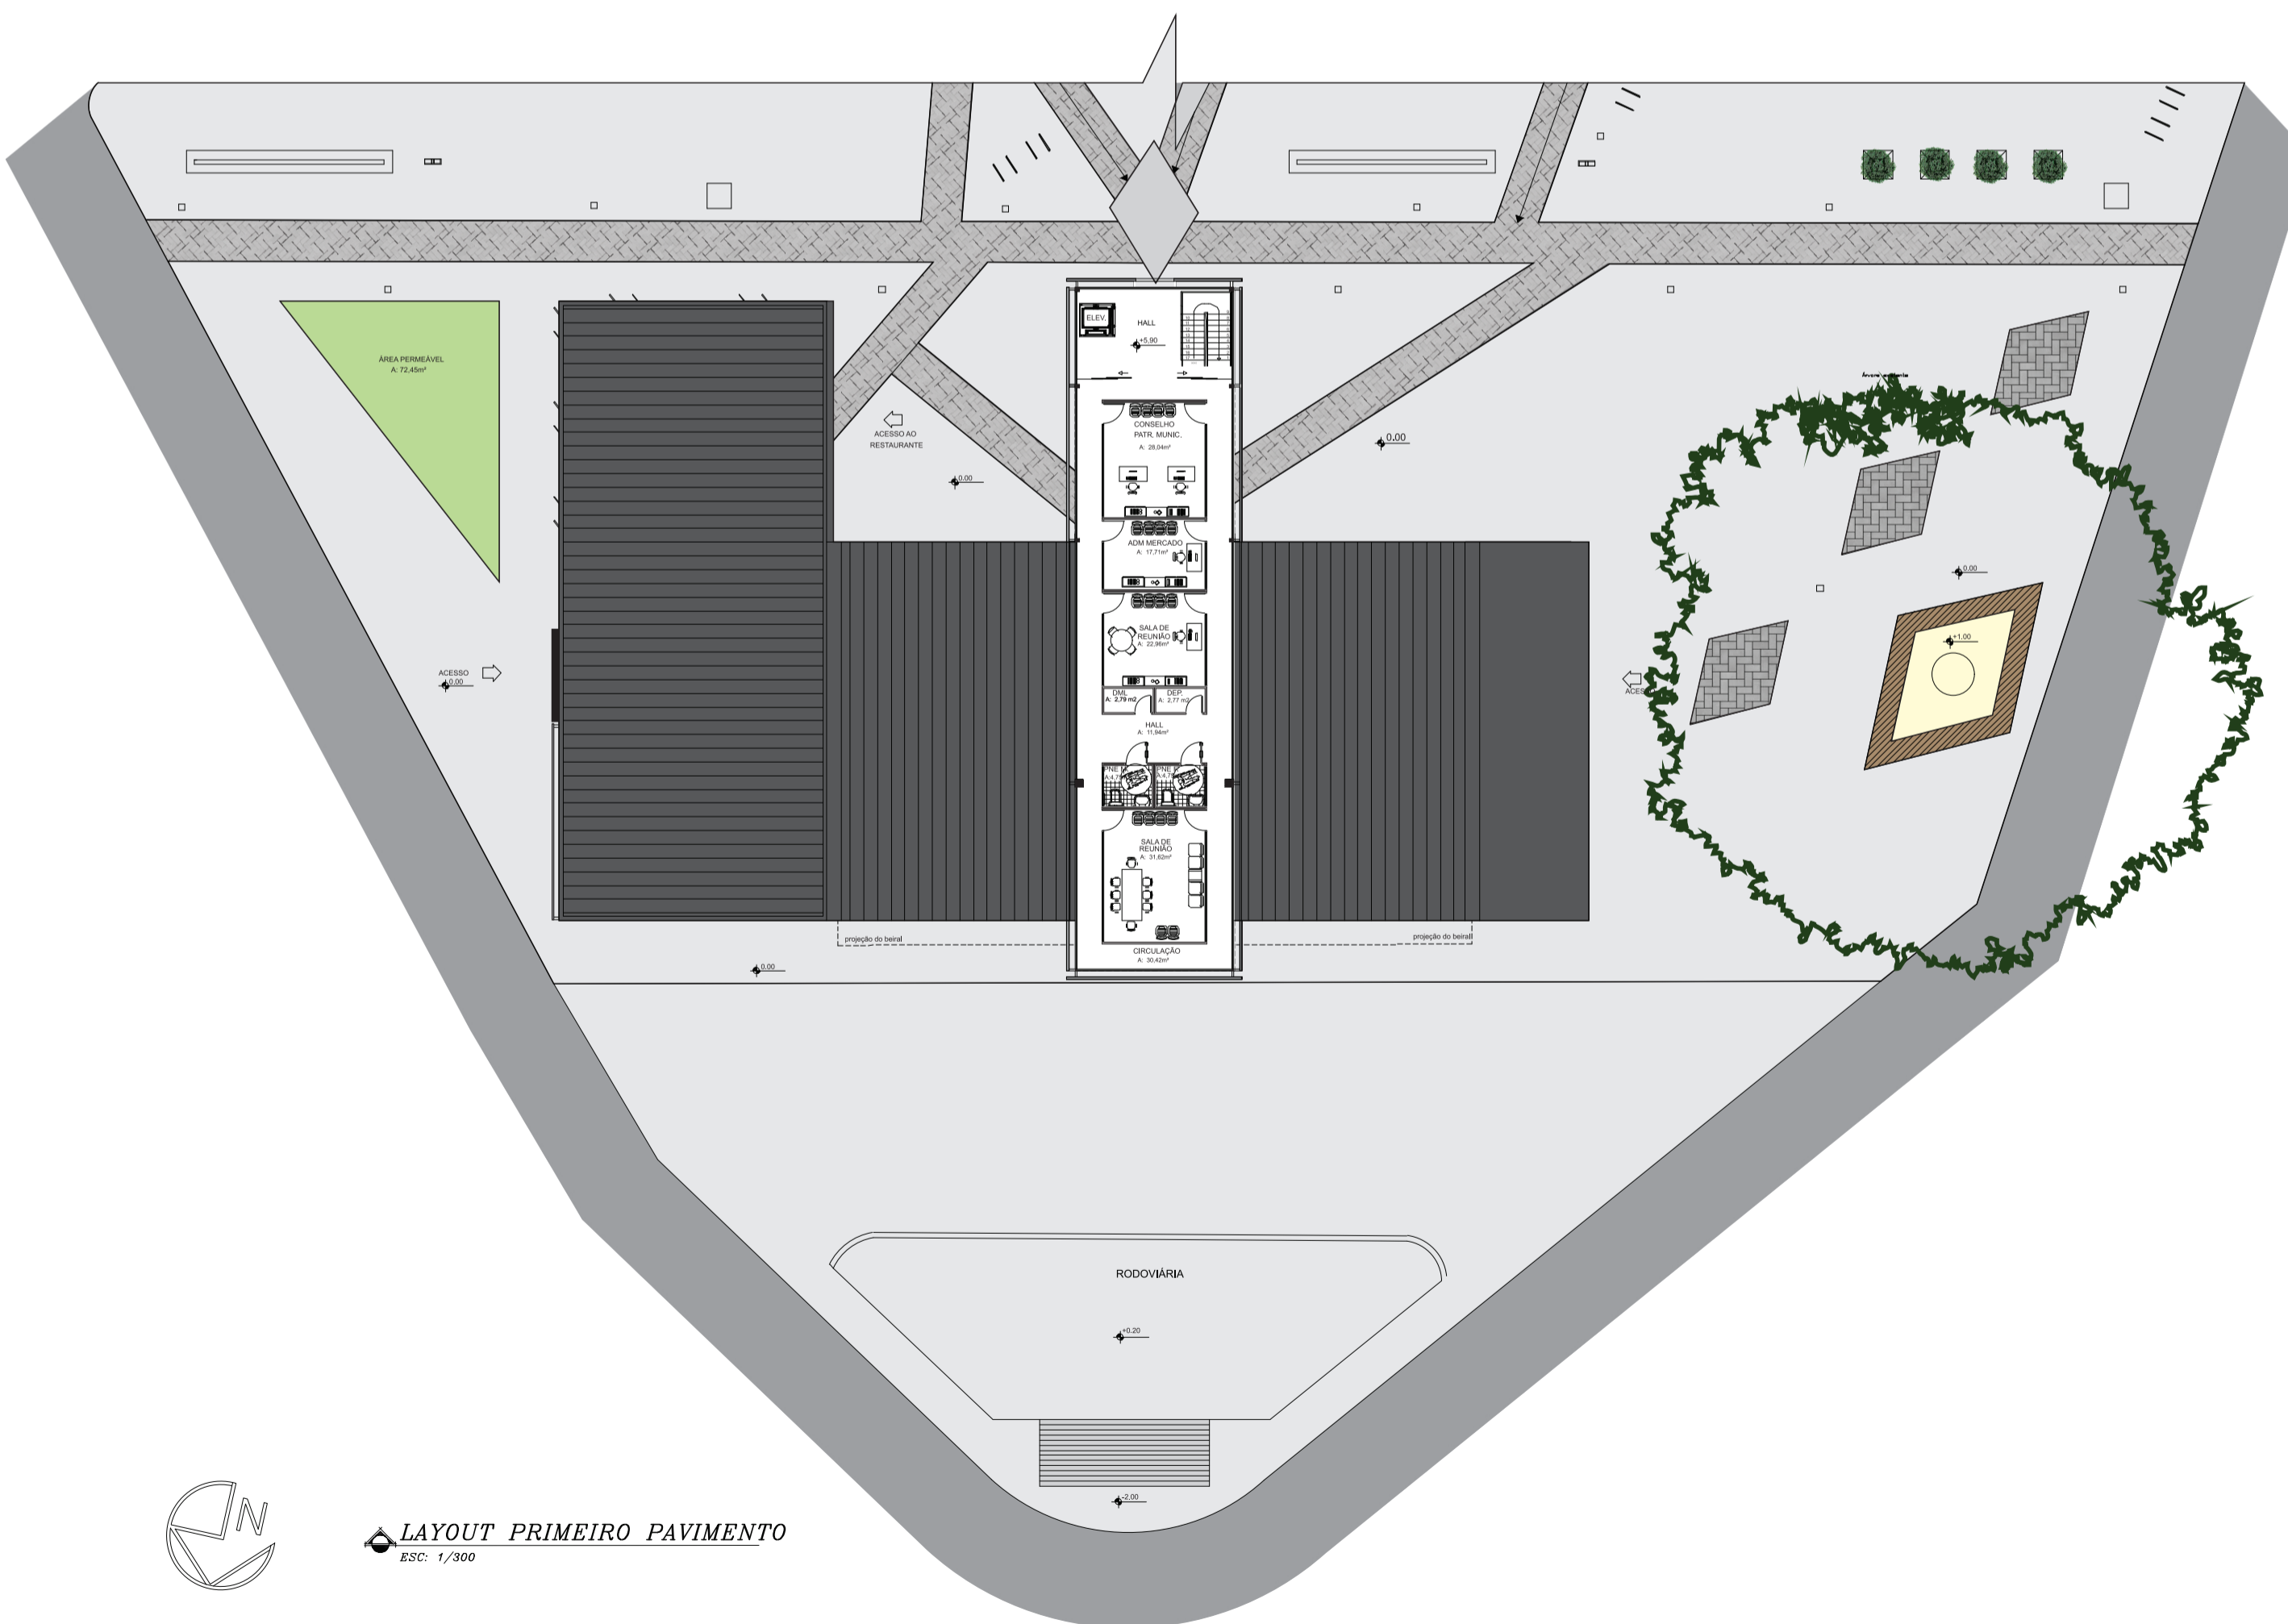 ELEV.
HALL
+5,90
ÁREA PERMEÁVEL
A: 72,45m²
ACESSO AO
RESTAURANTE
0.00
0.00
CONSELHO
PATR. MUNIC.
A: 28,04m²
ADM MERCADO
A: 17,71m²
SALA DE
REUNIÃO
A: 22,96m²
DML
A: 2,79 m2
DEP.
A: 2,77 m2
HALL
A: 11,94m²
PNE
PNE
SALA DE
REUNIÃO
A: 31,62m²
CIRCULAÇÃO
A: 30,42m²
ACESSO
0.00
0.00
+1,00
projeção do beiral
projeção do beiral
0.00
RODOVIÁRIA
+0.20
-2,00
N
LAYOUT PRIMEIRO PAVIMENTO
ESC: 1/300